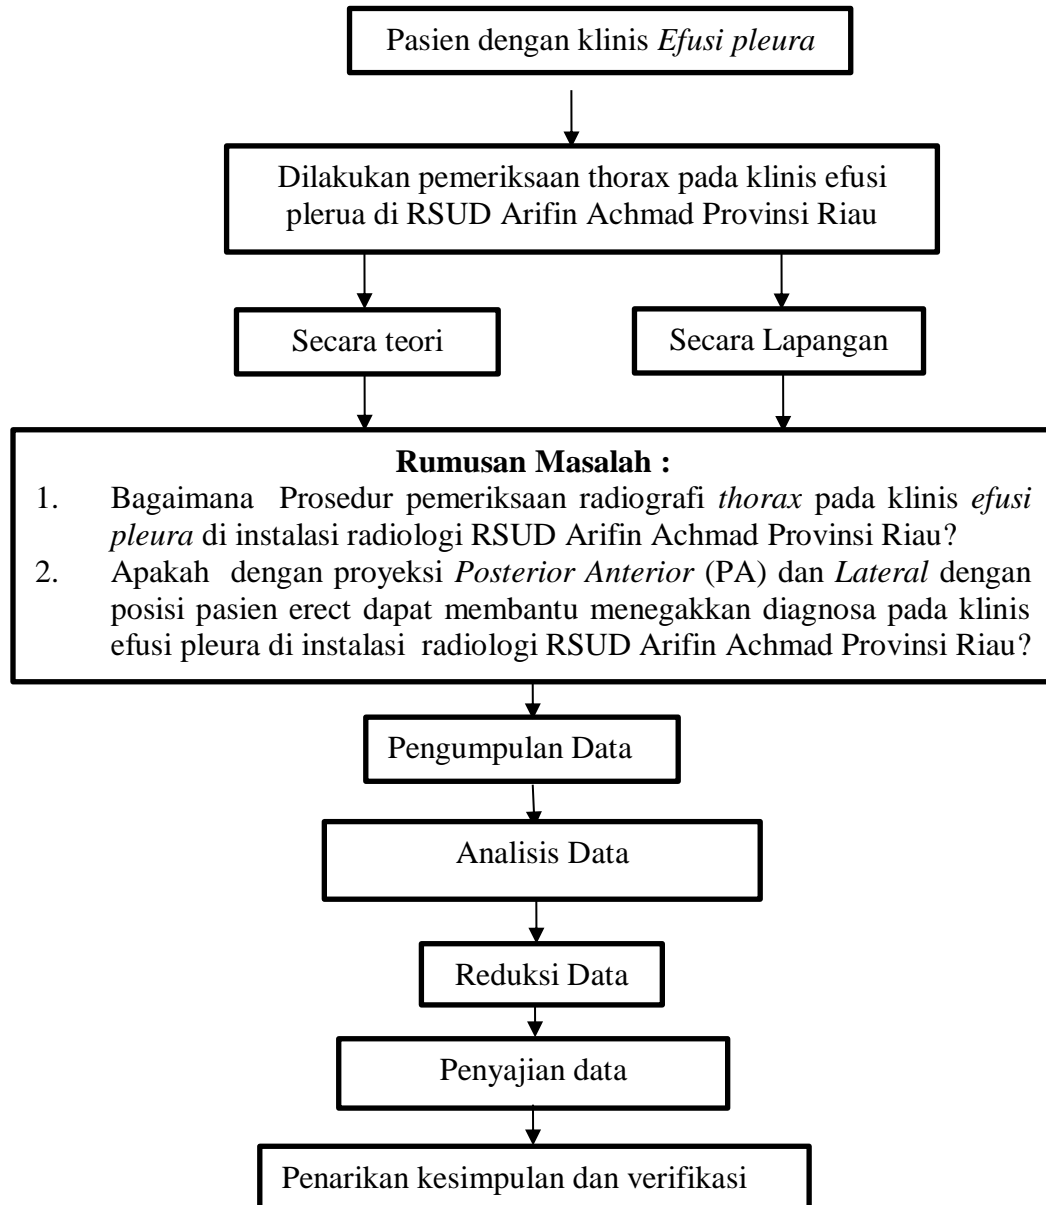 Pasien dengan klinis Efusi pleura
Dilakukan pemeriksaan thorax pada klinis efusi
plerua di RSUD Arifin Achmad Provinsi Riau
Secara teori
Secara Lapangan
Rumusan Masalah :
1. Bagaimana Prosedur pemeriksaan radiografi thorax pada klinis efusi
pleura di instalasi radiologi RSUD Arifin Achmad Provinsi Riau?
2. Apakah dengan proyeksi Posterior Anterior (PA) dan Lateral dengan
posisi pasien erect dapat membantu menegakkan diagnosa pada klinis
efusi pleura di instalasi radiologi RSUD Arifin Achmad Provinsi Riau?
Pengumpulan Data
Analisis Data
Reduksi Data
Penyajian data
Penarikan kesimpulan dan verifikasi